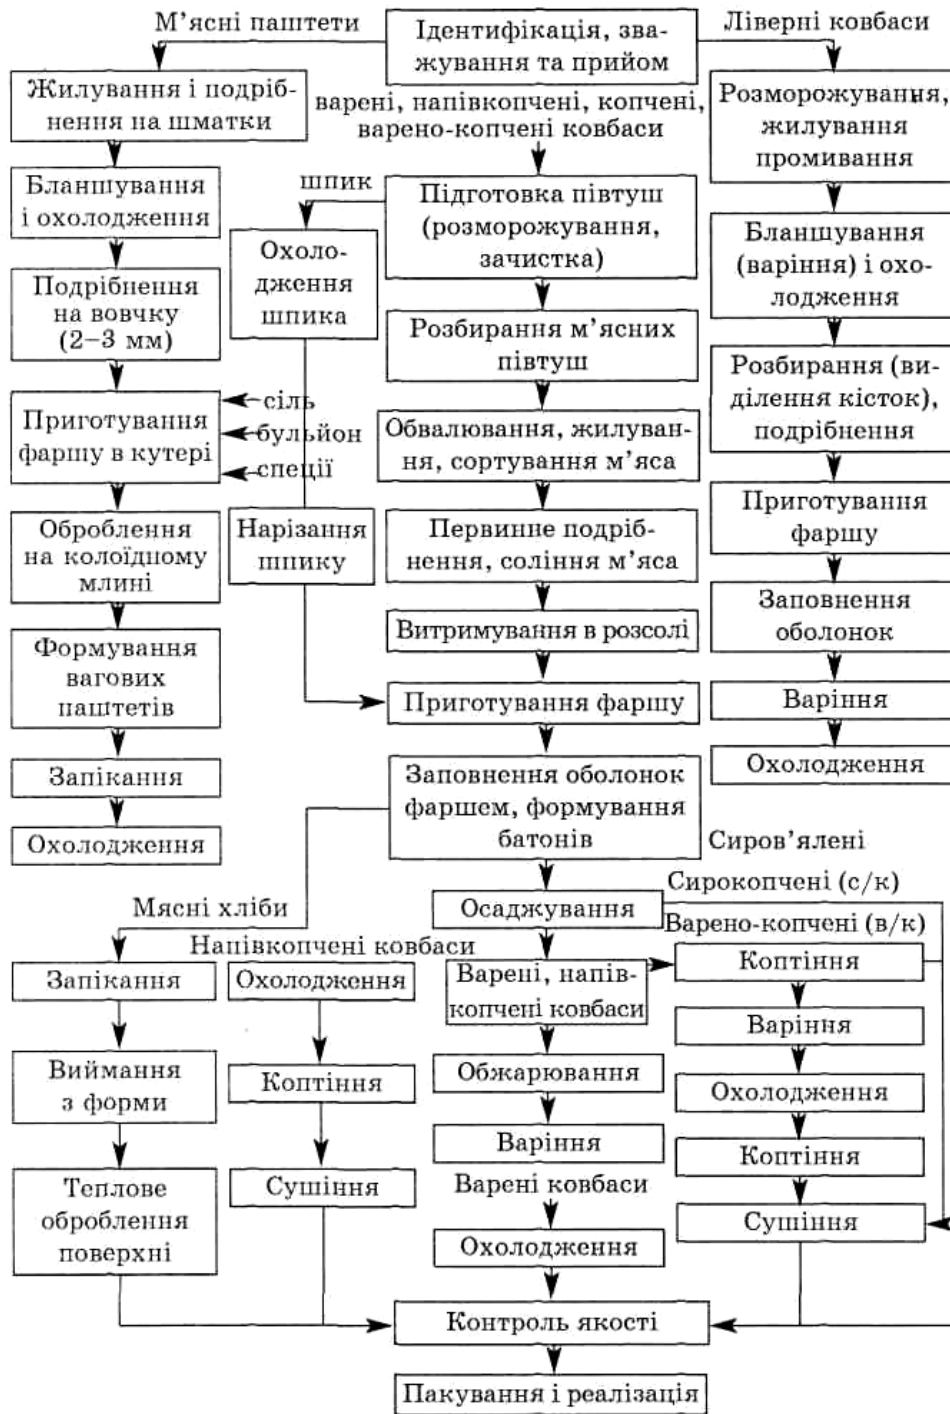 М’ясні паштети
Ідентифікація, зва-
жування та прийом
Ліверні ковбаси
Жилування і подріб-
нення на шматки
варені, напівкопчені, копчені,
варено-копчені ковбаси
Розморожування,
жилування
промивання
Бланшування
і охолодження
шпик
Підготовка півтуш
(розморожування,
зачистка)
Охоло-
дження
шпика
Бланшування
(варіння) і охо-
лодження
Подрібнення
на вовчку
(2–3 мм)
Розбирання м’ясних
півтуш
Розбирання (ви-
ділення кісток),
подрібнення
Приготування
фаршу в кутері
сіль
бульйон
спеції
Обвалювання, жилуван-
ня, сортування м’яса
Приготування
фаршу
Оброблення
на колоїдному
млині
Нарізання
шпику
Первинне подріб-
нення, соління м’яса
Заповнення
оболонок
Витримування в розсолі
Формування
вагових
паштетів
Приготування фаршу
Варіння
Запікання
Заповнення оболонок
фаршем, формування
батонів
Охолодження
Охолодження
Сиров’ялені
Сирокопчені (с/к)
Мясні хліби
Осаджування
Варено-копчені (в/к)
Напівкопчені ковбаси
Запікання
Охолодження
Варені, напів-
копчені ковбаси
Коптіння
Варіння
Виймання
з форми
Коптіння
Обжарювання
Охолодження
Варіння
Коптіння
Теплове
оброблення
поверхні
Сушіння
Варені ковбаси
Сушіння
Охолодження
Контроль якості
Пакування і реалізація